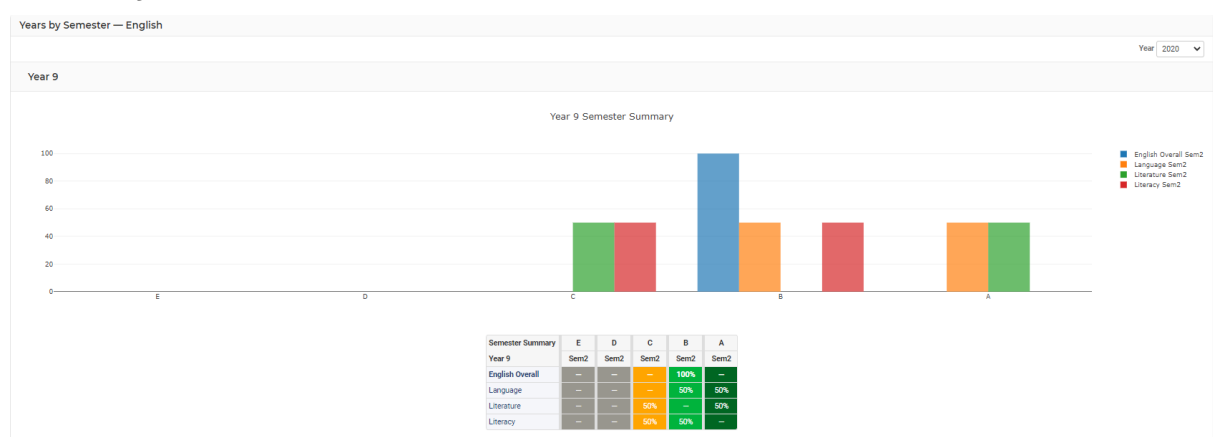 Years by Semester — English
Year 2020
Year 9
Year 9 Semester Summary
100
80
60
40
20
0
E D C B A
English Overall Sem2
Language Sem2
Literature Sem2
Literacy Sem2
Semester Summary E D C B A
Year 9 Sem2 Sem2 Sem2 Sem2 Sem2
English Overall — — — 100% —
Language — — — 50% 50%
Literature — — 50% — 50%
Literacy — — 50% 50% —